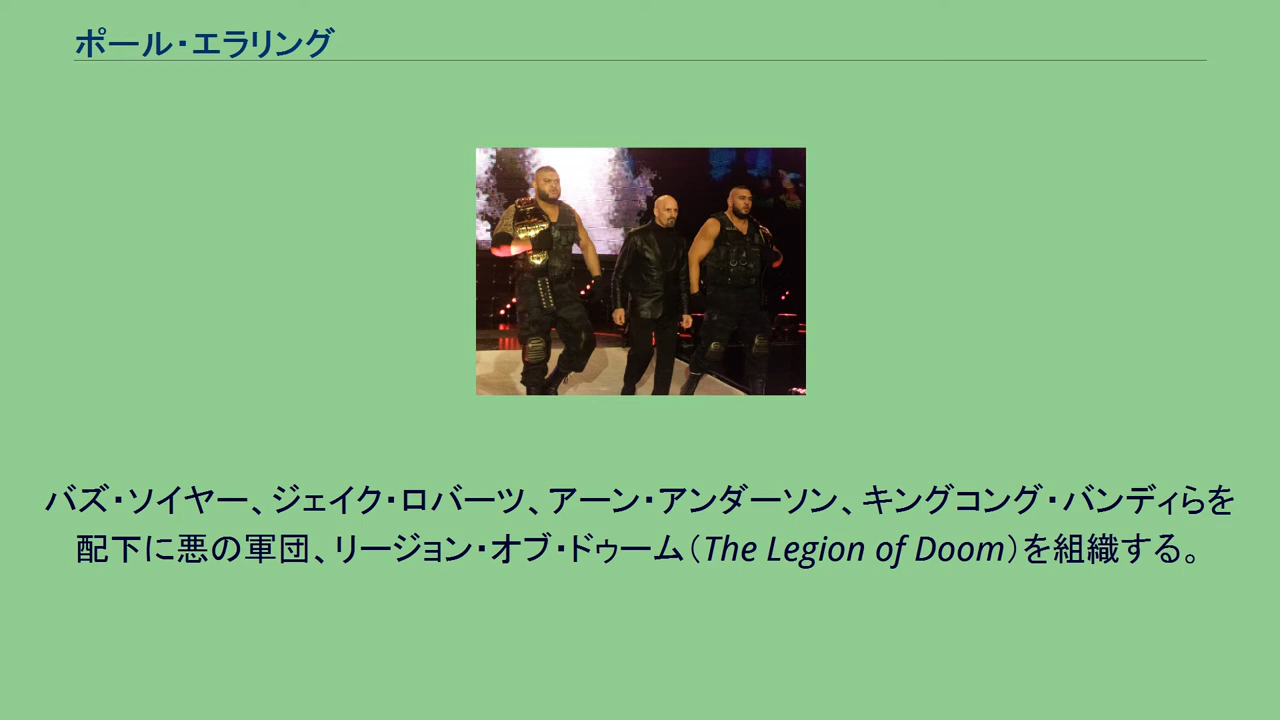 ポール・エラリング
バズ・ソイヤー、ジェイク・ロバーツ、アーン・アンダーソン、キングコング・バンディらを
配下に悪の軍団、リージョン・オブ・ドゥーム（The Legion of Doom）を組織する。